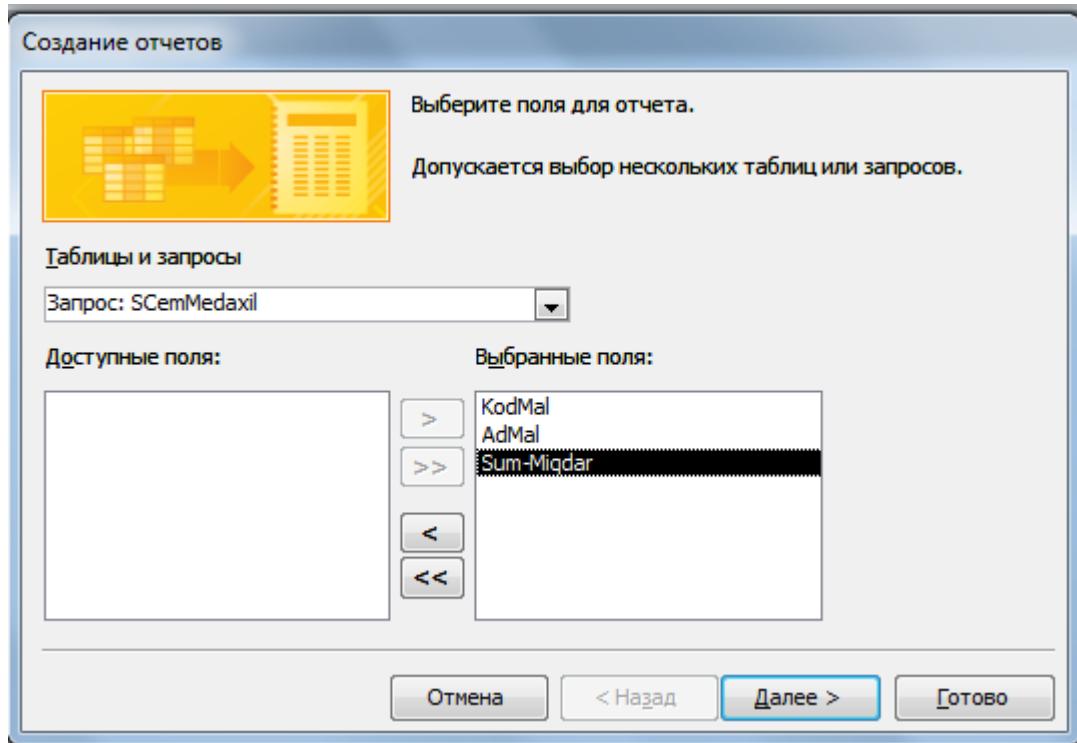 Создание отчетов
Выберите поля для отчета.
Допускается выбор нескольких таблиц или запросов.
Таблицы и запросы
Запрос: SCemMedaxil
Доступные поля:
Выбранные поля:
KodMal
AdMal
Sum-Miqdar
>
>>
<
<<
Отмена
< Назад
Далее >
Готово